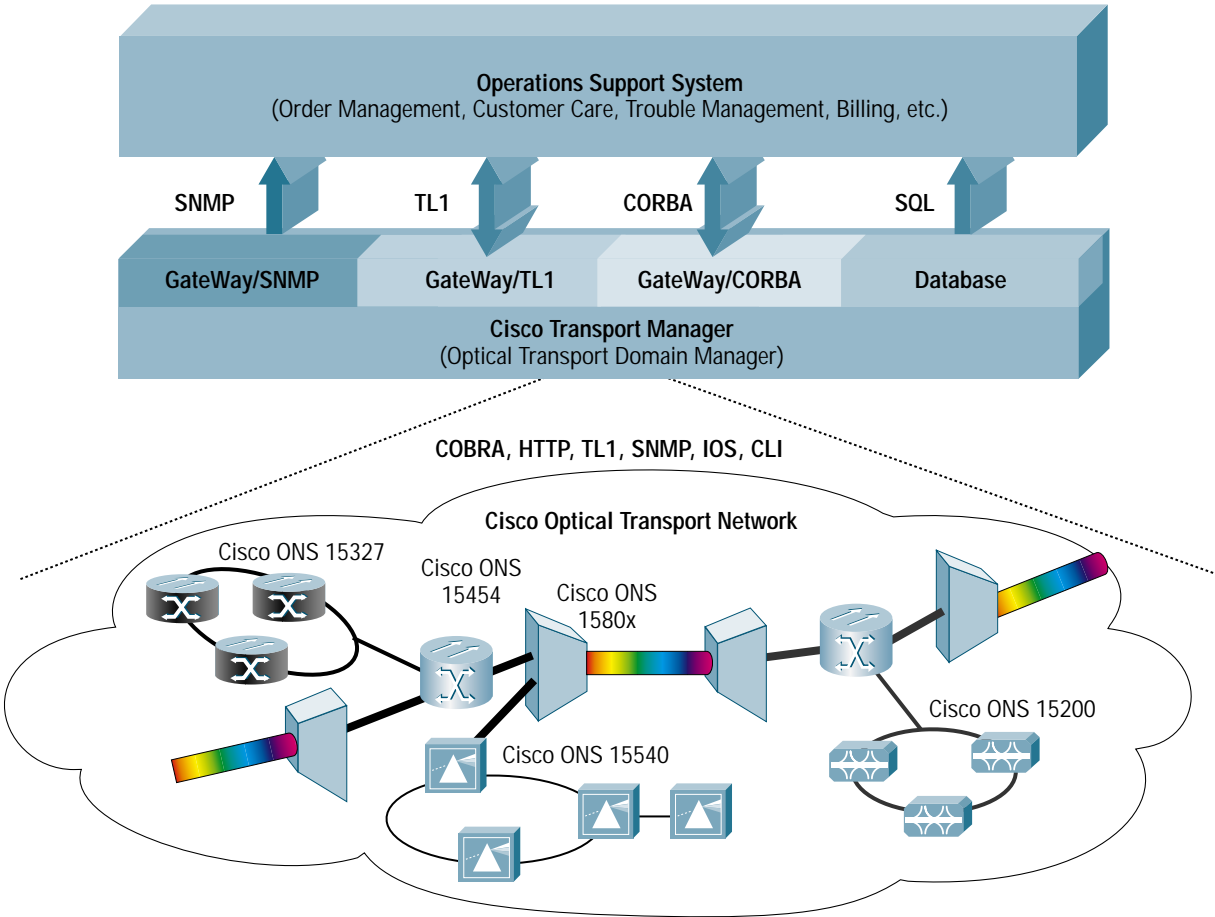 Operations Support System
(Order Management, Customer Care, Trouble Management, Billing, etc.)
SNMP
TL1
CORBA
SQL
GateWay/SNMP
GateWay/TL1
GateWay/CORBA
Database
Cisco Transport Manager
(Optical Transport Domain Manager)
COBRA, HTTP, TL1, SNMP, IOS, CLI
Cisco Optical Transport Network
Cisco ONS 15327
Cisco ONS
15454
Cisco ONS
1580x
Cisco ONS 15200
Cisco ONS 15540